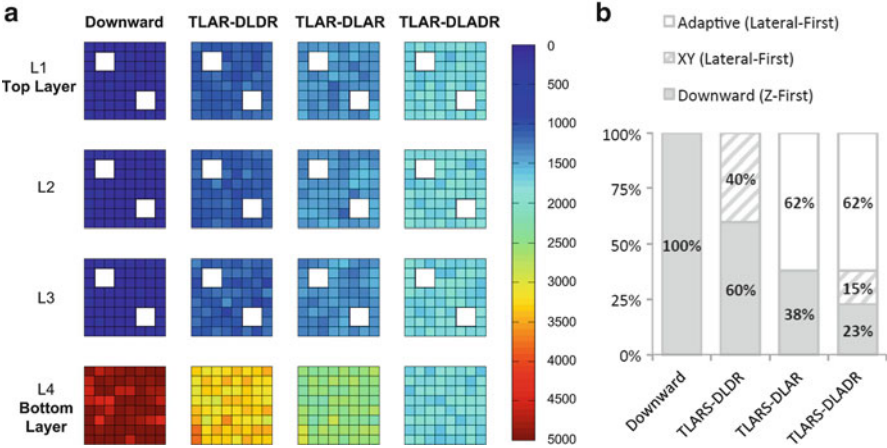 a
Downward TLAR-DLDR TLAR-DLAR TLAR-DLADR
L1
Top Layer
L2
L3
L4
Bottom
Layer
0
500
1000
1500
2000
2500
3000
3500
4000
4500
5000
b
Adaptive (Lateral-First)
XY (Lateral-First)
Downward (Z-First)
100%
75%
50%
25%
0%
100%
40%
60%
62%
38%
62%
15%
23%
Downward
TLARS-DLDR
TLARS-DLAR
TLARS-DLADR